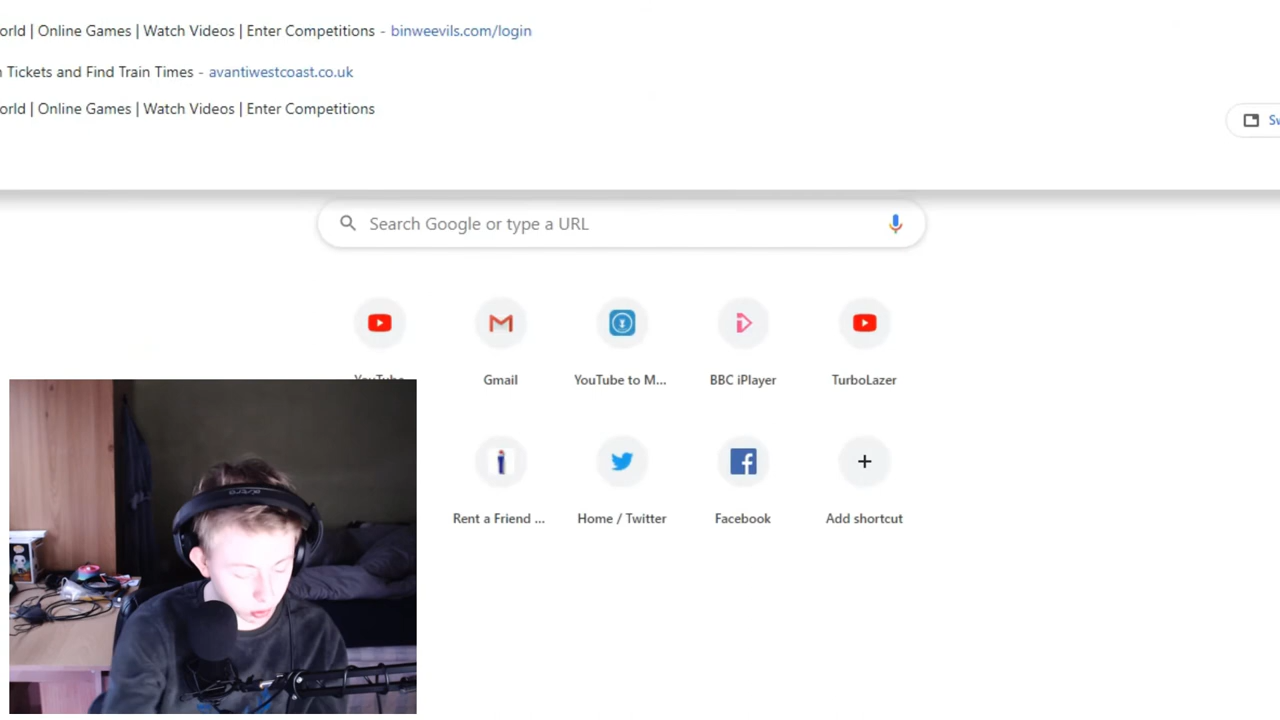 orld | Online Games | Watch Videos | Enter Competitions - binweevils.com/login
n Tickets and Find Train Times - avantiwestcoast.co.uk
orld | Online Games | Watch Videos | Enter Competitions
Sw
Search Google or type a URL
YouTube
Gmail
YouTube to M...
BBC iPlayer
TurboLazer
Rent a Friend ...
Home / Twitter
Facebook
Add shortcut